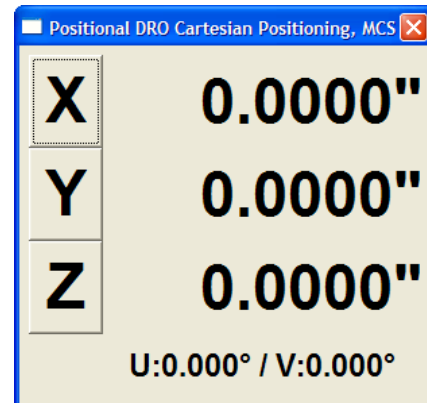 Positional DRO Cartesian Positioning, MCS
X 0.0000"
Y 0.0000"
Z 0.0000"
U:0.000° / V:0.000°